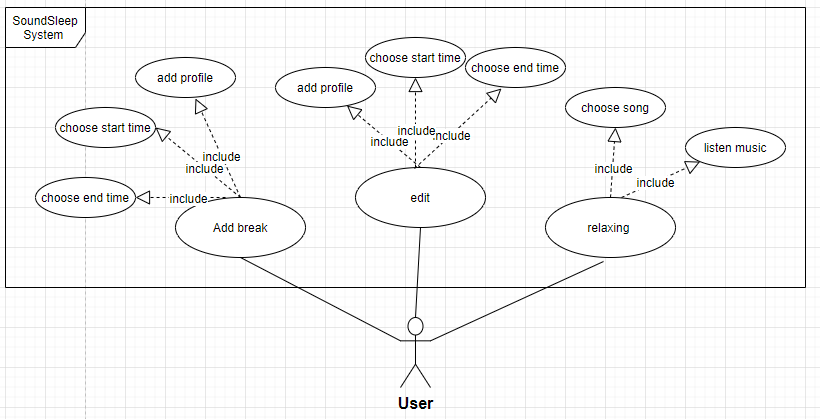 SoundSleep
System
add profile
choose start time
choose end time
include
include
include
Add break
add profile
choose start time
choose end time
include
include
include
edit
choose song
listen music
include
include
relaxing
User